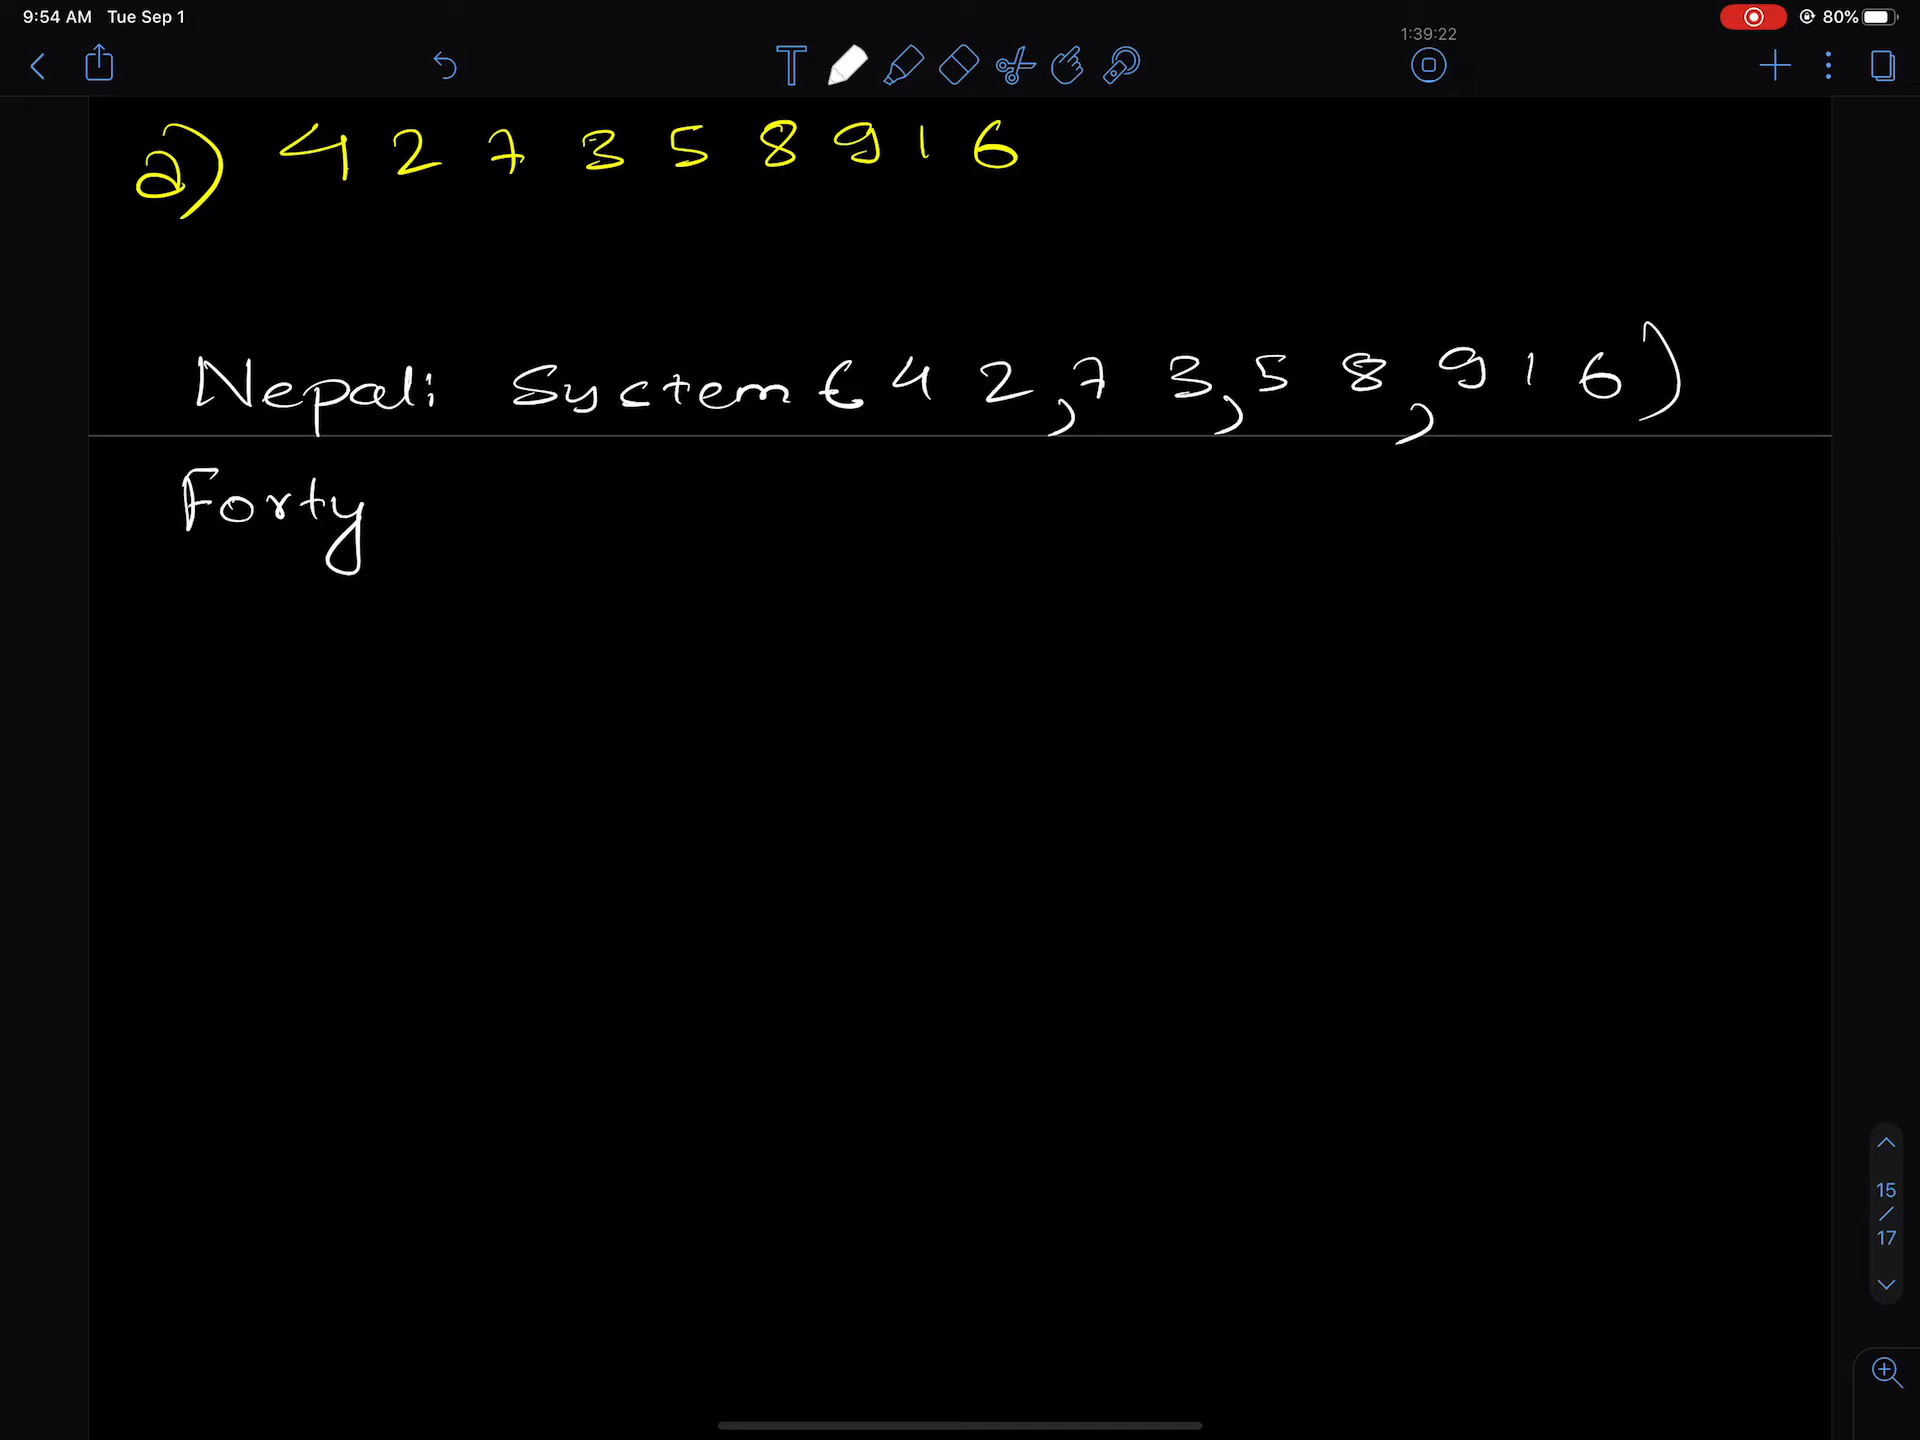 9:54 AM Tue Sep 1
80%
1:39:22
a) 4 2 7 3 5 8 9 1 6
Nepali System ( 4 2 , 7 3 , 5 8 , 9 1 6 )
Forty
15
/
17